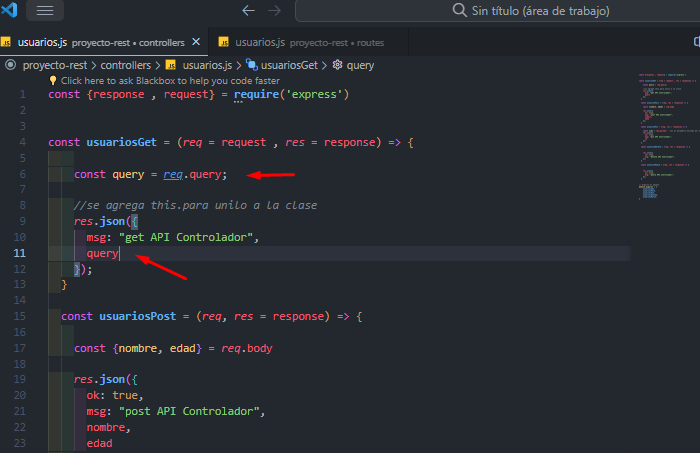 Sin título (área de trabajo)
usuarios.js proyecto-rest • controllers
usuarios.js proyecto-rest • routes
proyecto-rest > controllers > usuarios.js > usuariosGet > query
Click here to ask Blackbox to help you code faster
1 const {response , request} = require('express')
2
3
4 const usuariosGet = (req = request , res = response) => {
5
6 const query = req.query;
7
8 //se agrega this.para unilo a la clase
9 res.json({
10 msg: "get API Controlador",
11 query
12 });
13 }
14
15 const usuariosPost = (req, res = response) => {
16
17 const {nombre, edad} = req.body
18
19 res.json({
20 ok: true,
21 msg: "post API Controlador",
22 nombre,
23 edad